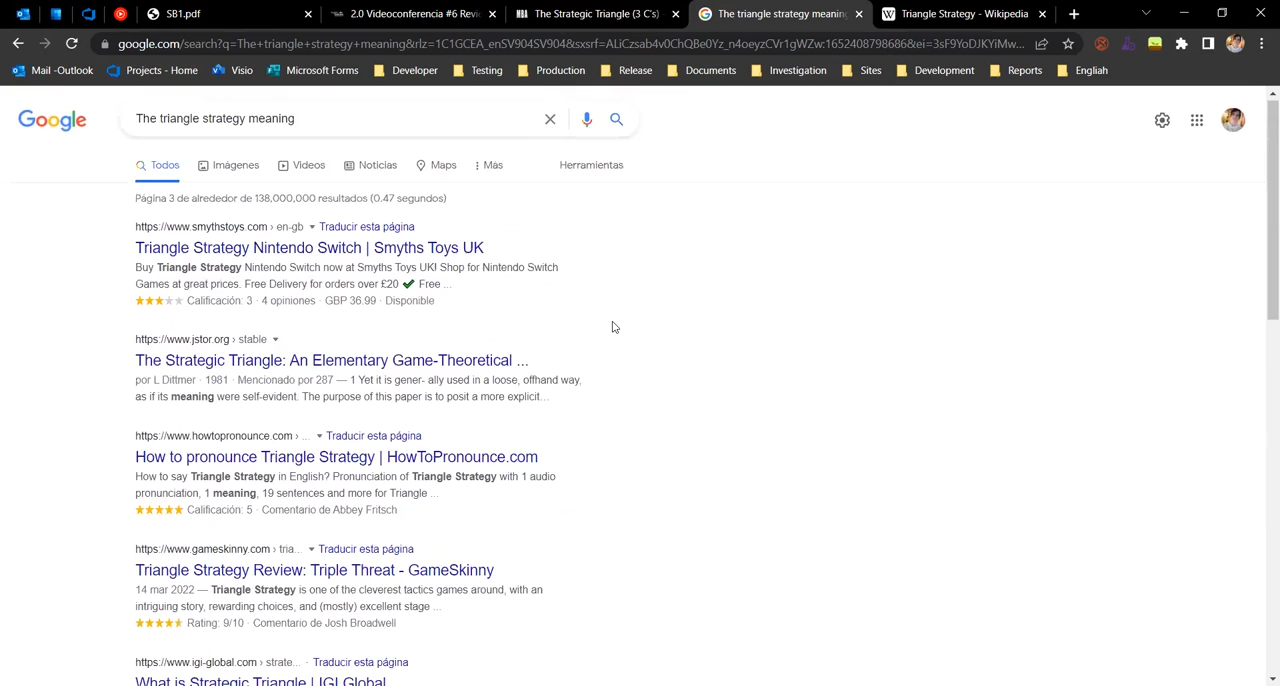 SB1.pdf
2.0 Videoconferencia #6 Revi
The Strategic Triangle (3 C's)
The triangle strategy meaning
Triangle Strategy - Wikipedia
google.com/search?q=The+triangle+strategy+meaning&rlz=1C1GCEA_enSV904SV904&sxsrf=ALiCzsab4v0ChQBe0Yz_n4oeyzCVr1gWZw:1652408798686&ei=3sF9YoDJKYiMw...
Mail -Outlook
Projects - Home
Visio
Microsoft Forms
Developer
Testing
Production
Release
Documents
Investigation
Sites
Development
Reports
Engliah
Google
The triangle strategy meaning
Todos
Imágenes
Videos
Noticias
Maps
Más
Herramientas
Página 3 de alrededor de 138,000,000 resultados (0.47 segundos)
https://www.smythstoys.com › en-gb Traducir esta página
Triangle Strategy Nintendo Switch | Smyths Toys UK
Buy Triangle Strategy Nintendo Switch now at Smyths Toys UK! Shop for Nintendo Switch
Games at great prices. Free Delivery for orders over £20 ✔ Free ...
Calificación: 3 · 4 opiniones · GBP 36.99 · Disponible
https://www.jstor.org › stable
The Strategic Triangle: An Elementary Game-Theoretical ...
por L Dittmer · 1981 · Mencionado por 287 — 1 Yet it is gener- ally used in a loose, offhand way,
as if its meaning were self-evident. The purpose of this paper is to posit a more explicit...
https://www.howtopronounce.com › ... Traducir esta página
How to pronounce Triangle Strategy | HowToPronounce.com
How to say Triangle Strategy in English? Pronunciation of Triangle Strategy with 1 audio
pronunciation, 1 meaning, 19 sentences and more for Triangle ...
Calificación: 5 · Comentario de Abbey Fritsch
https://www.gameskinny.com › tria... Traducir esta página
Triangle Strategy Review: Triple Threat - GameSkinny
14 mar 2022 — Triangle Strategy is one of the cleverest tactics games around, with an
intriguing story, rewarding choices, and (mostly) excellent stage ...
Rating: 9/10 · Comentario de Josh Broadwell
https://www.igi-global.com › strate... · Traducir esta página
What is Strategic Triangle | IGI Global